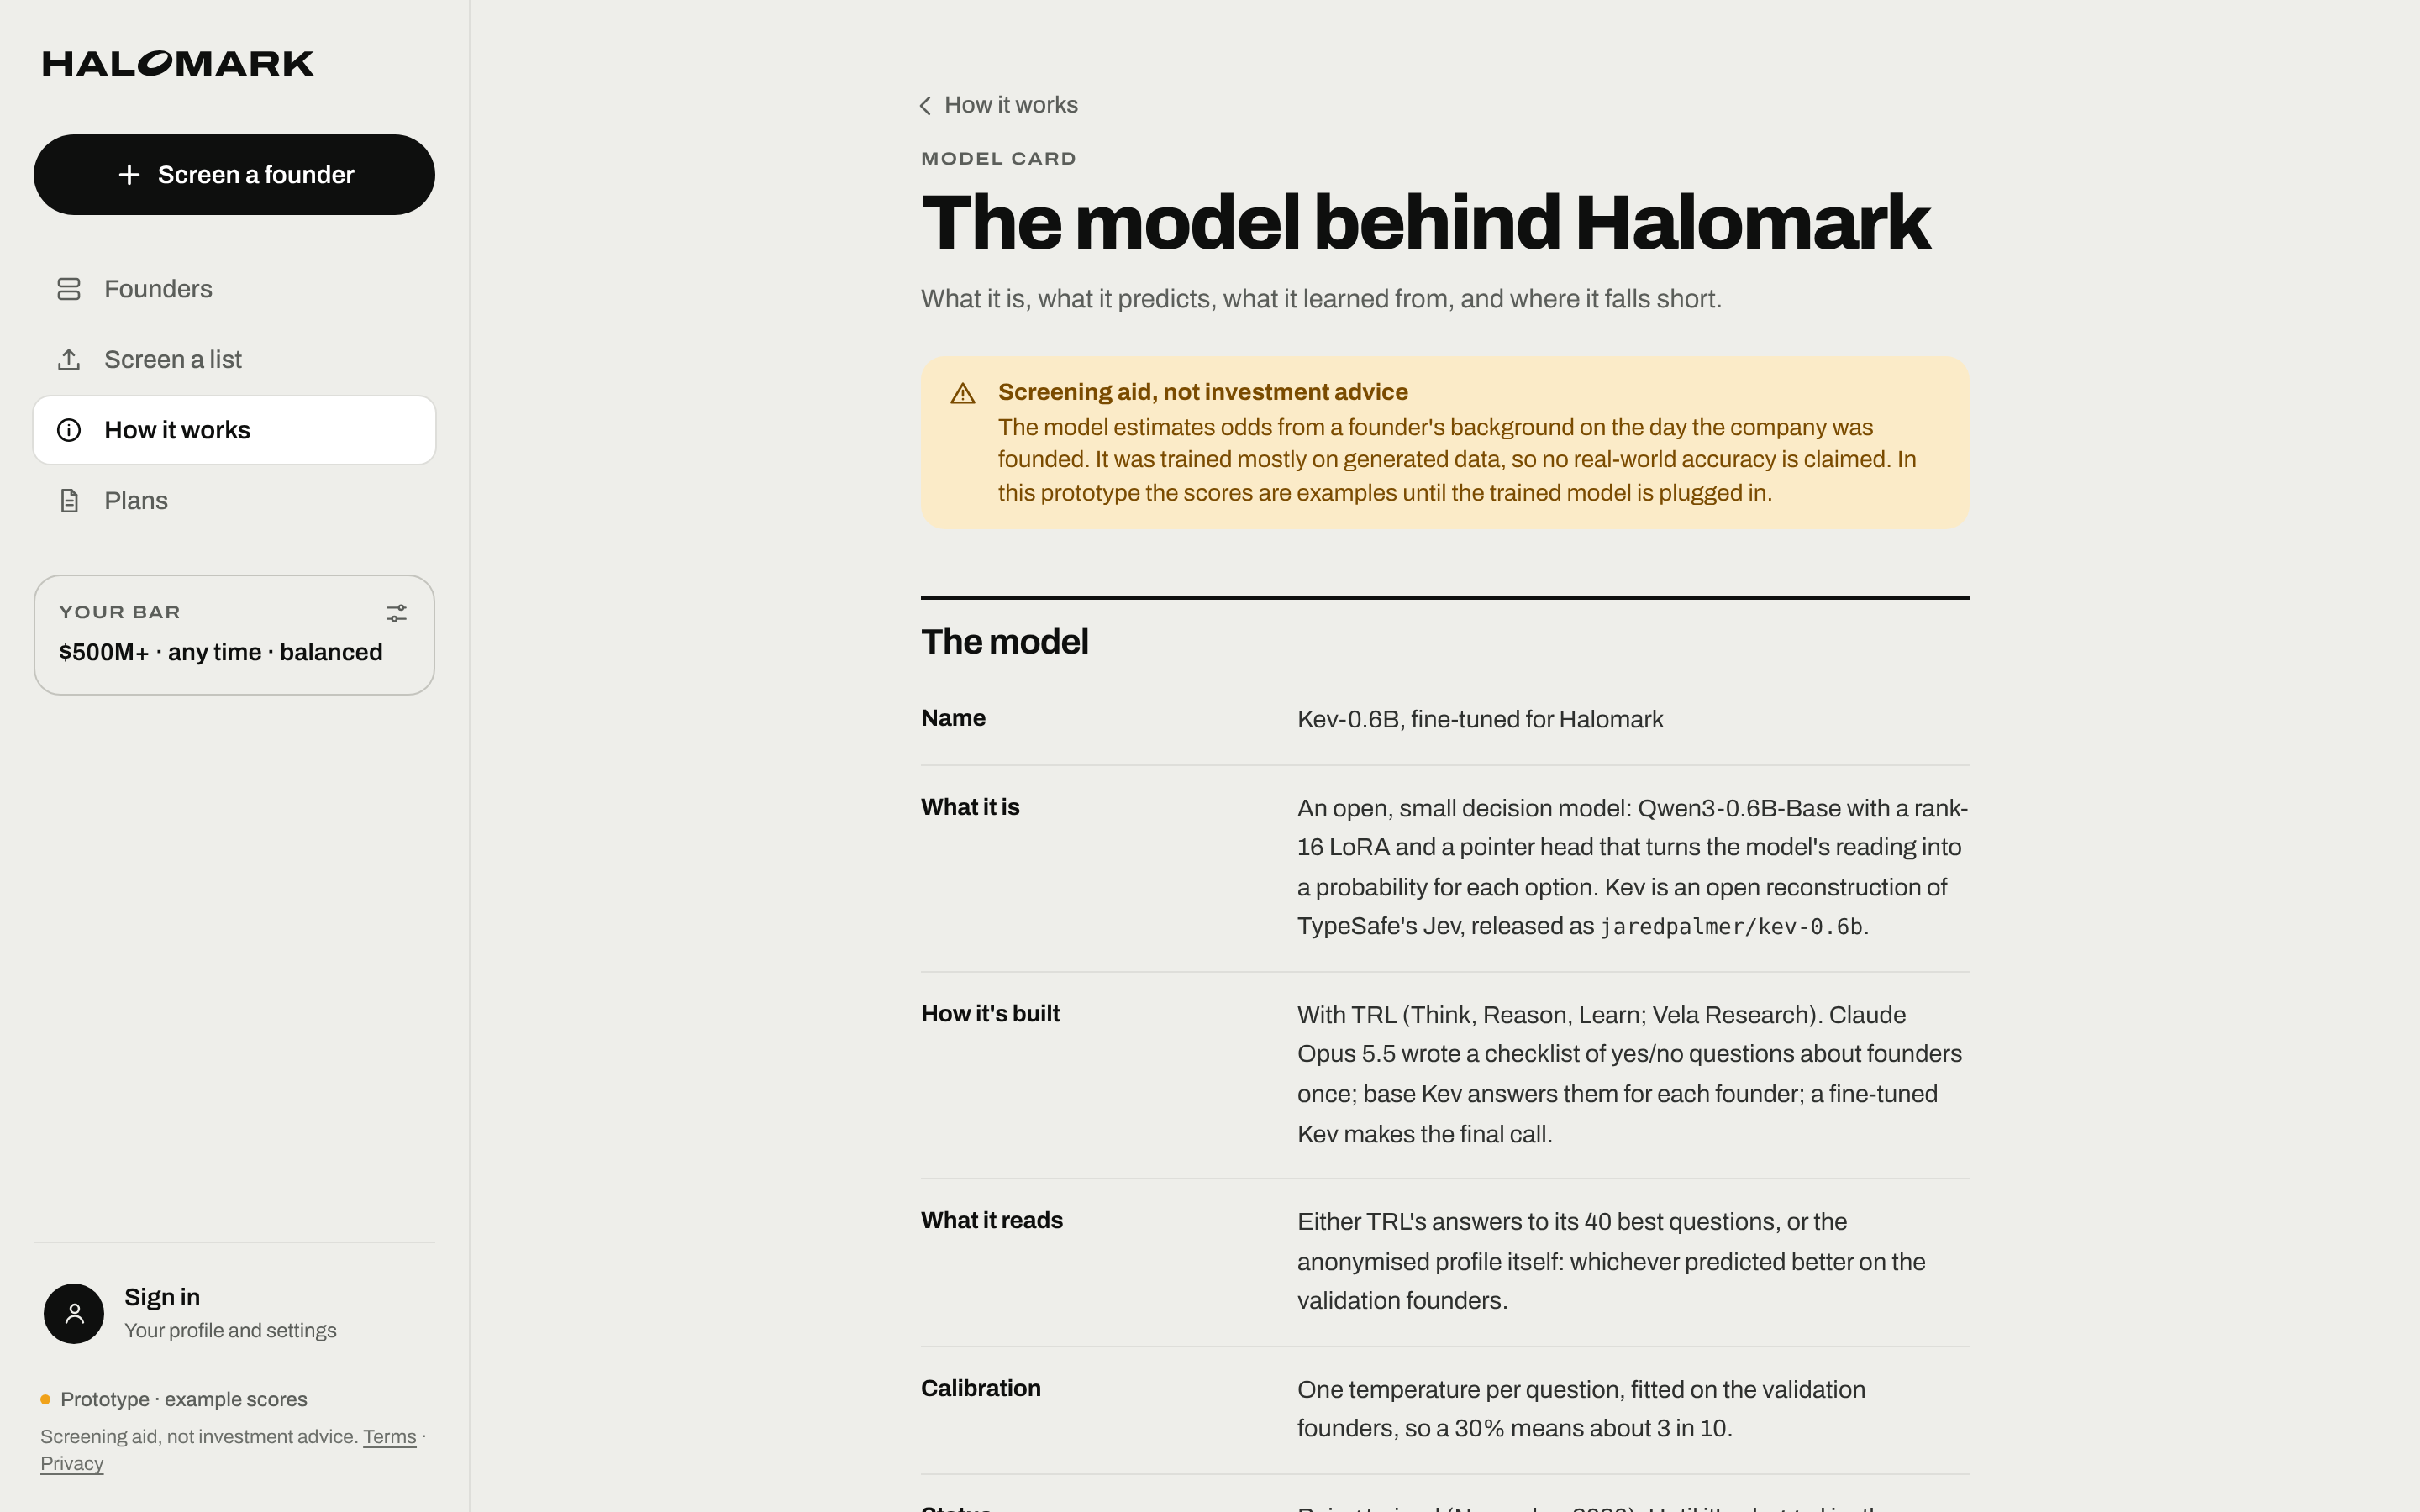 HALOMARK
Screen a founder
Founders
Screen a list
How it works
Plans
YOUR BAR
$500M+ · any time · balanced
Sign in
Your profile and settings
Prototype · example scores
Screening aid, not investment advice. Terms ·
Privacy
How it works
MODEL CARD
The model behind Halomark
What it is, what it predicts, what it learned from, and where it falls short.
Screening aid, not investment advice
The model estimates odds from a founder's background on the day the company was
founded. It was trained mostly on generated data, so no real-world accuracy is claimed. In
this prototype the scores are examples until the trained model is plugged in.
The model
Name
Kev-0.6B, fine-tuned for Halomark
What it is
An open, small decision model: Qwen3-0.6B-Base with a rank-
16 LoRA and a pointer head that turns the model's reading into
a probability for each option. Kev is an open reconstruction of
TypeSafe's Jev, released as jaredpalmer/kev-0.6b.
How it's built
With TRL (Think, Reason, Learn; Vela Research). Claude
Opus 5.5 wrote a checklist of yes/no questions about founders
once; base Kev answers them for each founder; a fine-tuned
Kev makes the final call.
What it reads
Either TRL's answers to its 40 best questions, or the
anonymised profile itself: whichever predicted better on the
validation founders.
Calibration
One temperature per question, fitted on the validation
founders, so a 30% means about 3 in 10.